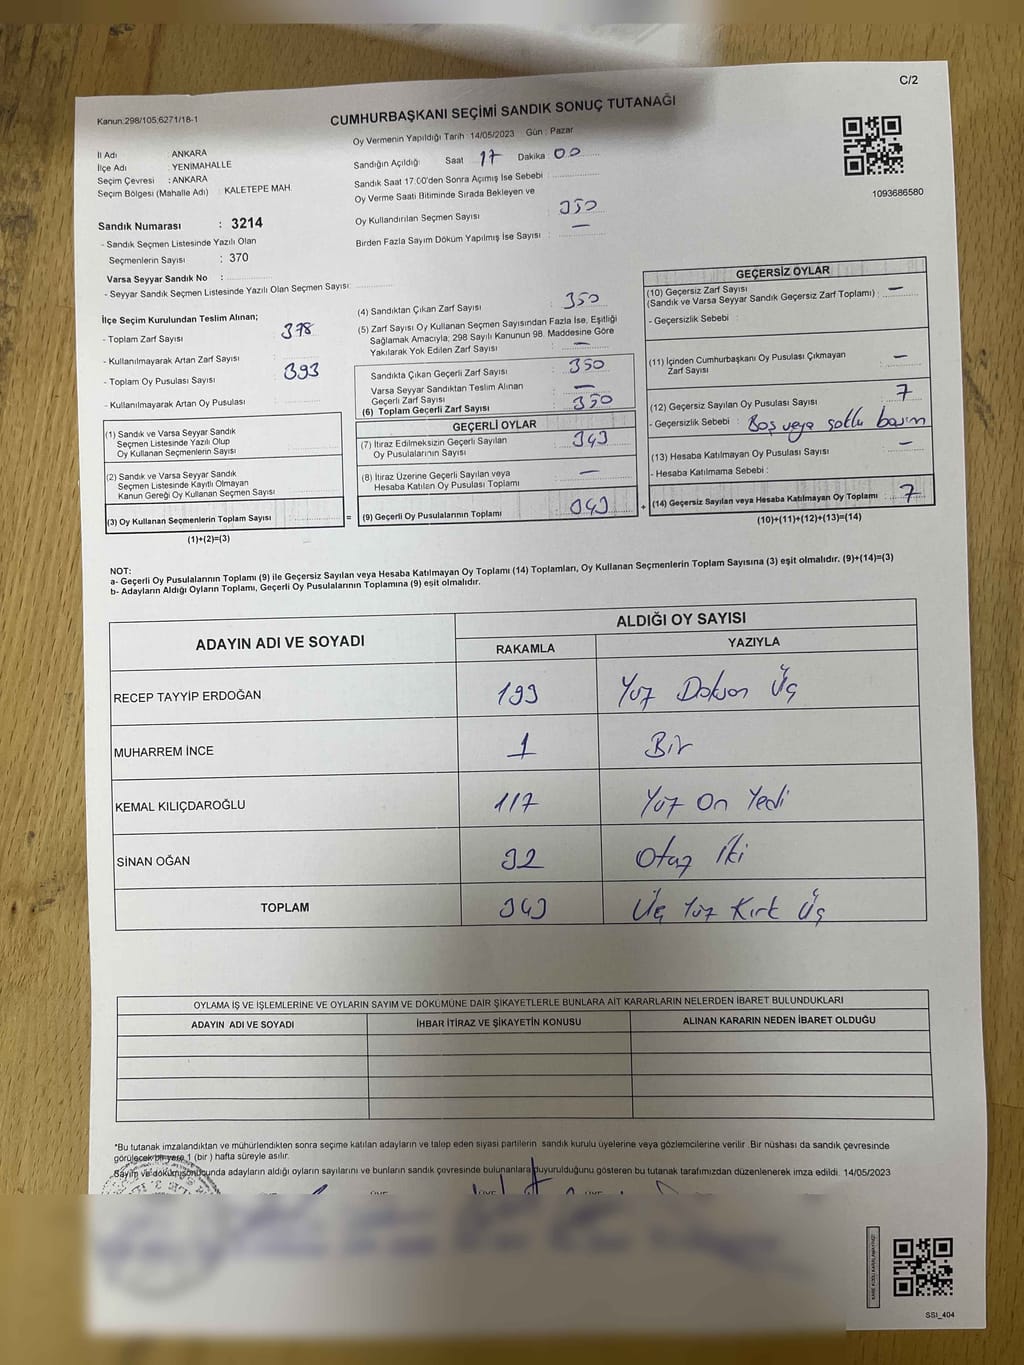 C/2
Kanun:298/105;6271/18-1
CUMHURBAŞKANI SEÇİMİ SANDIK SONUÇ TUTANAĞI
Oy Vermenin Yapıldığı Tarih : 14/05/2023 Gün : Pazar
İl Adı : ANKARA
İlçe Adı : YENİMAHALLE
Seçim Çevresi : ANKARA
Seçim Bölgesi (Mahalle Adı) : KALETEPE MAH.
Sandığın Açıldığı Saat 17 Dakika 00
Sandık Saat 17:00'den Sonra Açımış İse Sebebi :
Oy Verme Saati Bitiminde Sırada Bekleyen ve
Oy Kullandırılan Seçmen Sayısı : 350
Birden Fazla Sayım Döküm Yapılmış İse Sayısı : —
1093686580
Sandık Numarası : 3214
- Sandık Seçmen Listesinde Yazılı Olan
Seçmenlerin Sayısı : 370
Varsa Seyyar Sandık No :
- Seyyar Sandık Seçmen Listesinde Yazılı Olan Seçmen Sayısı:
İlçe Seçim Kurulundan Teslim Alınan;
- Toplam Zarf Sayısı : 378
- Kullanılmayarak Artan Zarf Sayısı :
- Toplam Oy Pusulası Sayısı : 393
- Kullanılmayarak Artan Oy Pusulası :
(1) Sandık ve Varsa Seyyar Sandık
Seçmen Listesinde Yazılı Olup
Oy Kullanan Seçmenlerin Sayısı :
(2) Sandık ve Varsa Seyyar Sandık
Seçmen Listesinde Kayıtlı Olmayan
Kanun Gereği Oy Kullanan Seçmen Sayısı :
(3) Oy Kullanan Seçmenlerin Toplam Sayısı : =
(1)+(2)=(3)
(4) Sandıktan Çıkan Zarf Sayısı : 350
(5) Zarf Sayısı Oy Kullanan Seçmen Sayısından Fazla İse, Eşitliği
Sağlamak Amacıyla; 298 Sayılı Kanunun 98. Maddesine Göre
Yakılarak Yok Edilen Zarf Sayısı : —
Sandıkta Çıkan Geçerli Zarf Sayısı : 350
Varsa Seyyar Sandıktan Teslim Alınan
Geçerli Zarf Sayısı : —
(6) Toplam Geçerli Zarf Sayısı : 350
GEÇERLİ OYLAR
(7) İtiraz Edilmeksizin Geçerli Sayılan
Oy Pusulalarının Sayısı : 343
(8) İtiraz Üzerine Geçerli Sayılan veya
Hesaba Katılan Oy Pusulası Toplamı : —
(9) Geçerli Oy Pusulalarının Toplamı : 343 +
GEÇERSİZ OYLAR
(10) Geçersiz Zarf Sayısı
(Sandık ve Varsa Seyyar Sandık Geçersiz Zarf Toplamı) : —
- Geçersizlik Sebebi :
(11) İçinden Cumhurbaşkanı Oy Pusulası Çıkmayan
Zarf Sayısı : —
(12) Geçersiz Sayılan Oy Pusulası Sayısı : 7
- Geçersizlik Sebebi : Boş veya basım
(13) Hesaba Katılmayan Oy Pusulası Sayısı : —
- Hesaba Katılmama Sebebi :
(14) Geçersiz Sayılan veya Hesaba Katılmayan Oy Toplamı : 7
(10)+(11)+(12)+(13)=(14)
NOT:
a- Geçerli Oy Pusulalarının Toplamı (9) ile Geçersiz Sayılan veya Hesaba Katılmayan Oy Toplamı (14) Toplamları, Oy Kullanan Seçmenlerin Toplam Sayısına (3) eşit olmalıdır. (9)+(14)=(3)
b- Adayların Aldığı Oyların Toplamı, Geçerli Oy Pusulalarının Toplamına (9) eşit olmalıdır.
ADAYIN ADI VE SOYADI
ALDIĞI OY SAYISI
RAKAMLA YAZIYLA
RECEP TAYYİP ERDOĞAN 193 Yüz Doksan Üç
MUHARREM İNCE 1 Bir
KEMAL KILIÇDAROĞLU 117 Yüz On Yedi
SİNAN OĞAN 32 Otuz İki
TOPLAM 343 Üç Yüz Kırk Üç
OYLAMA İŞ VE İŞLEMLERİNE VE OYLARIN SAYIM VE DÖKÜMÜNE DAİR ŞİKAYETLERLE BUNLARA AİT KARARLARIN NELERDEN İBARET BULUNDUKLARI
ADAYIN ADI VE SOYADI İHBAR İTİRAZ VE ŞİKAYETİN KONUSU ALINAN KARARIN NEDEN İBARET OLDUĞU
*Bu tutanak imzalandıktan ve mühürlendikten sonra seçime katılan adayların ve talep eden siyasi partilerin sandık kurulu üyelerine veya gözlemcilerine verilir .Bir nüshası da sandık çevresinde
görülecek bir yere 1 (bir ) hafta süreyle asılır.
Sayım ve döküm sonucunda adayların aldığı oyların sayılarını ve bunların sandık çevresinde bulunanlara duyurulduğunu gösteren bu tutanak tarafımızdan düzenlenerek imza edildi. 14/05/2023
SSI_404